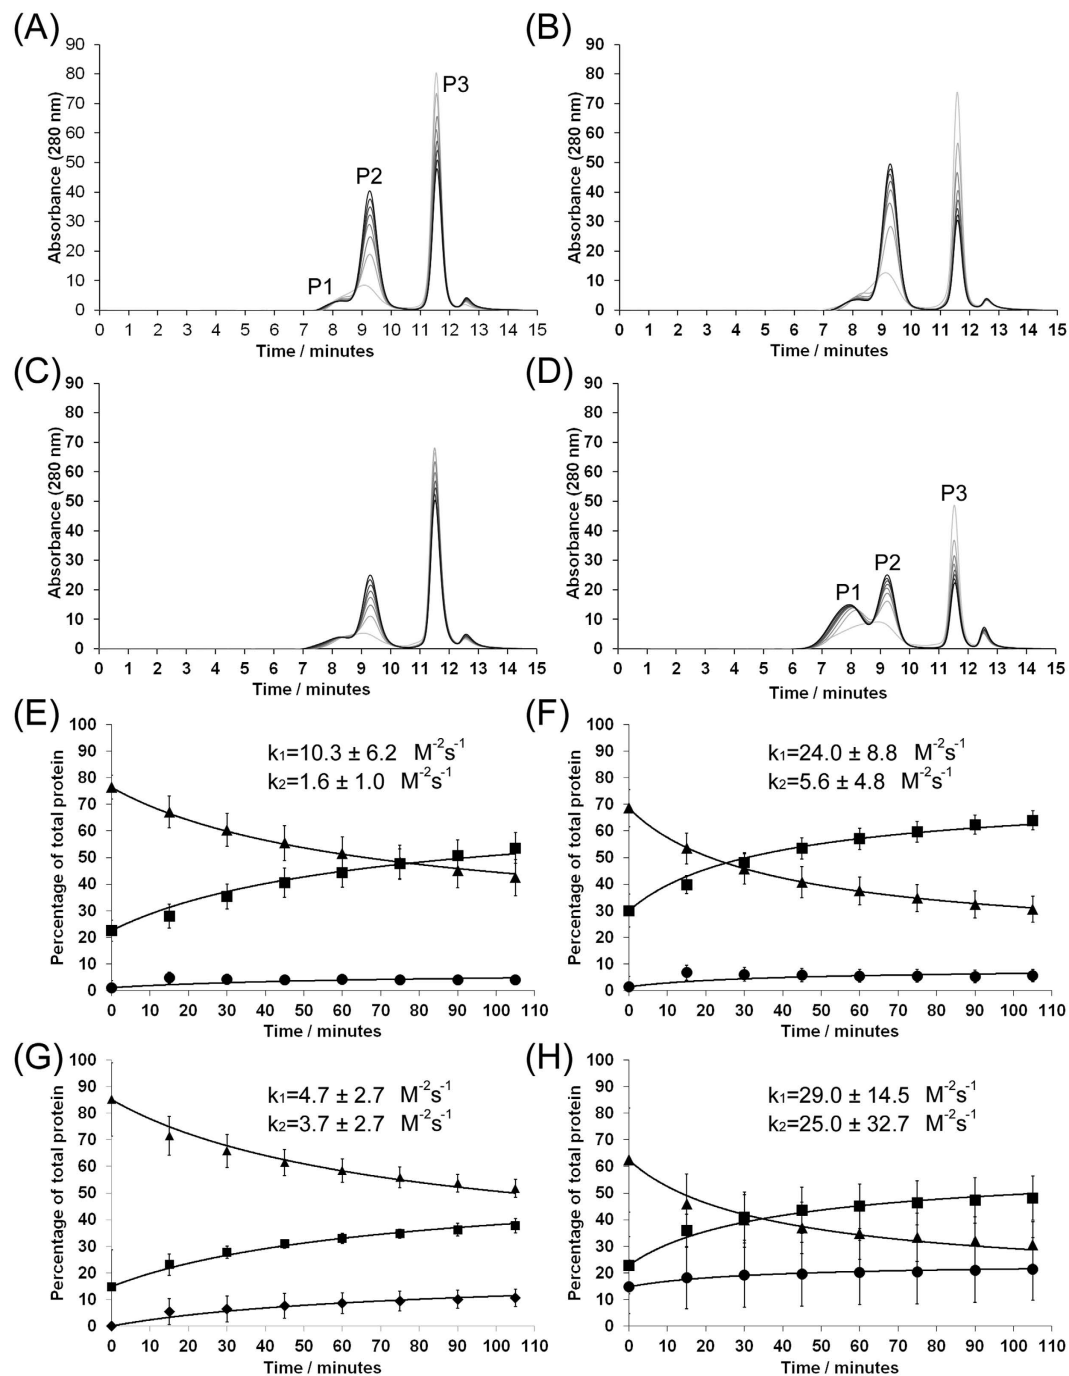 (A)
Absorbance (280 nm)
90
80
70
60
50
40
30
20
10
0
P1
P2
P3
0 1 2 3 4 5 6 7 8 9 10 11 12 13 14 15
Time / minutes
(B)
Absorbance (280 nm)
90
80
70
60
50
40
30
20
10
0
0 1 2 3 4 5 6 7 8 9 10 11 12 13 14 15
Time / minutes
(C)
Absorbance (280 nm)
90
80
70
60
50
40
30
20
10
0
0 1 2 3 4 5 6 7 8 9 10 11 12 13 14 15
Time / minutes
(D)
Absorbance (280 nm)
90
80
70
60
50
40
30
20
10
0
P1
P2
P3
0 1 2 3 4 5 6 7 8 9 10 11 12 13 14 15
Time / minutes
(E)
Percentage of total protein
100
90
80
70
60
50
40
30
20
10
0
k₁=10.3 ± 6.2 M⁻²s⁻¹
k₂=1.6 ± 1.0 M⁻²s⁻¹
0 10 20 30 40 50 60 70 80 90 100 110
Time / minutes
(F)
Percentage of total protein
100
90
80
70
60
50
40
30
20
10
0
k₁=24.0 ± 8.8 M⁻²s⁻¹
k₂=5.6 ± 4.8 M⁻²s⁻¹
0 10 20 30 40 50 60 70 80 90 100 110
Time / minutes
(G)
Percentage of total protein
100
90
80
70
60
50
40
30
20
10
0
k₁=4.7 ± 2.7 M⁻²s⁻¹
k₂=3.7 ± 2.7 M⁻²s⁻¹
0 10 20 30 40 50 60 70 80 90 100 110
Time / minutes
(H)
Percentage of total protein
100
90
80
70
60
50
40
30
20
10
0
k₁=29.0 ± 14.5 M⁻²s⁻¹
k₂=25.0 ± 32.7 M⁻²s⁻¹
0 10 20 30 40 50 60 70 80 90 100 110
Time / minutes